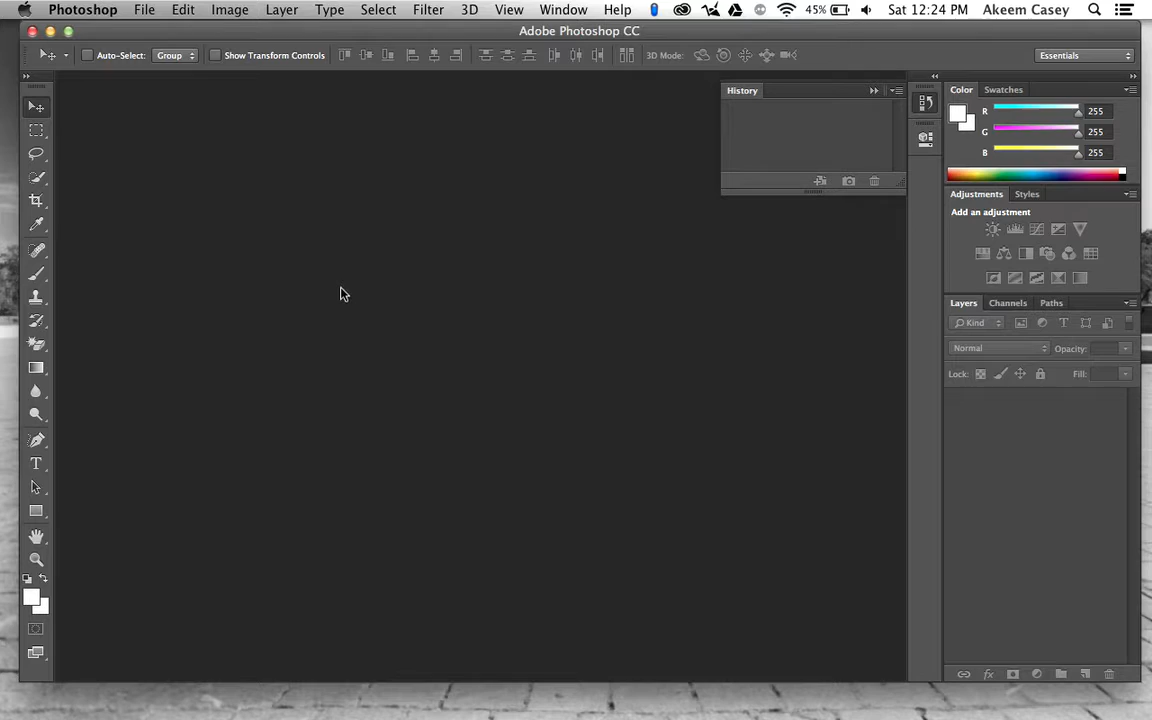 Photoshop File Edit Image Layer Type Select Filter 3D View Window Help 45% Sat 12:24 PM Akeem Casey
Adobe Photoshop CC
Auto-Select: Group Show Transform Controls 3D Mode: Essentials
History
Color Swatches
R 255
G 255
B 255
Adjustments Styles
Add an adjustment
Layers Channels Paths
Kind
Normal Opacity:
Lock: Fill:
T
fx